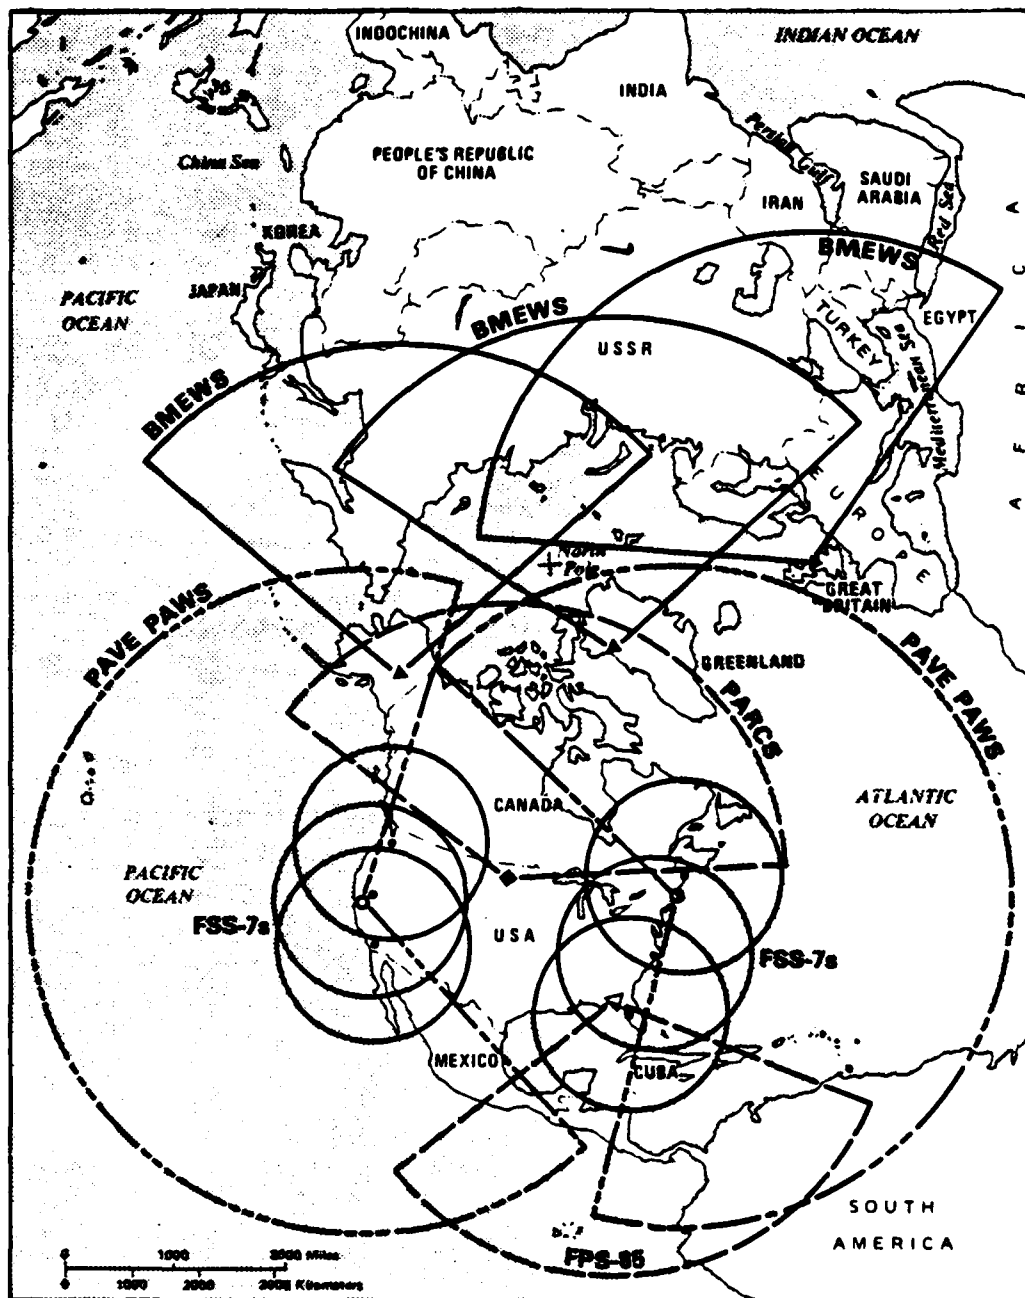 INDOCHINA
INDIAN OCEAN
INDIA
China Sea
PEOPLE'S REPUBLIC
OF CHINA
Persian Gulf
SAUDI
ARABIA
IRAN
Red Sea
AFRICA
KOREA
BMEWS
JAPAN
PACIFIC
OCEAN
BMEWS
USSR
EGYPT
TURKEY
Mediterranean Sea
BMEWS
EUROPE
North
Pole
GREAT
BRITAIN
PAVE PAWS
GREENLAND
PAVE PAWS
PARCS
CANADA
ATLANTIC
OCEAN
PACIFIC
OCEAN
FSS-7s
USA
FSS-7s
MEXICO
CUBA
SOUTH
AMERICA
FPS-85
0 1000 2000 Miles
0 1000 2000 3000 Kilometers